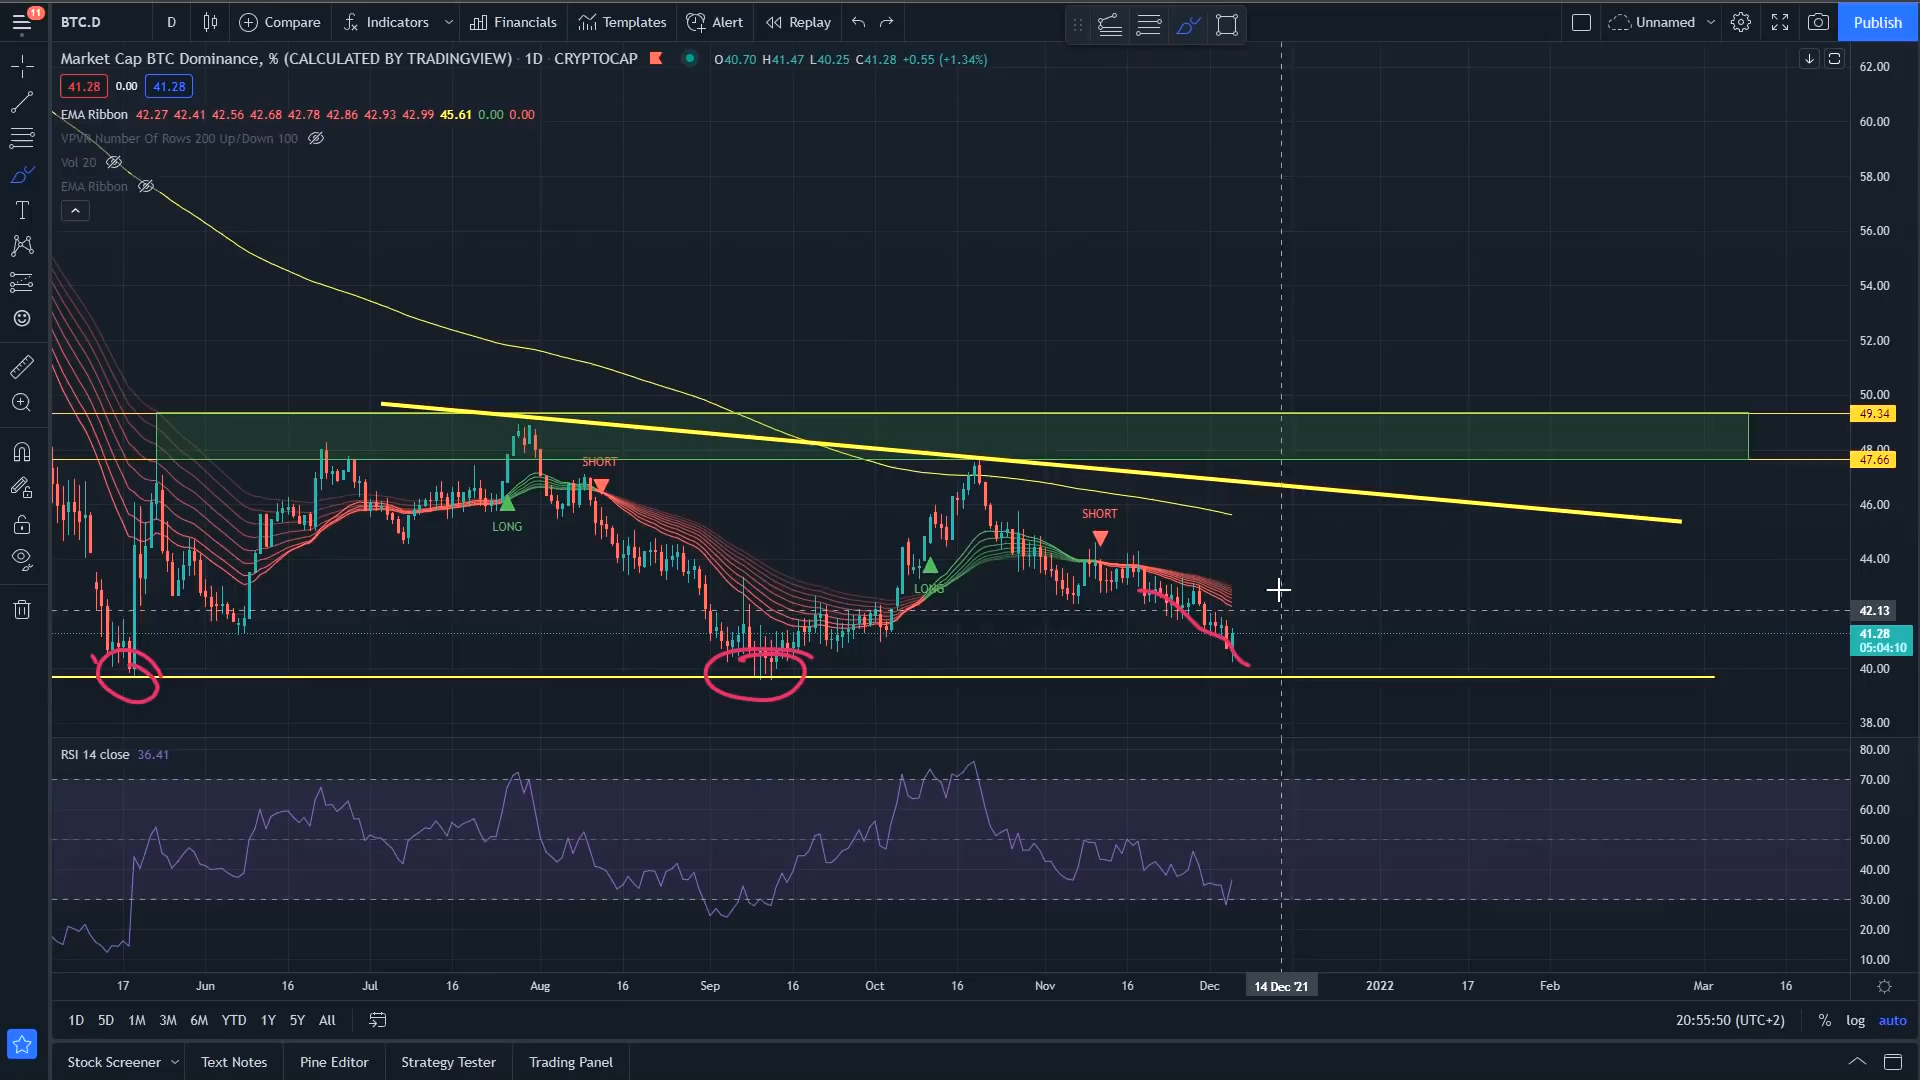 11
BTC.D D Compare Indicators Financials Templates Alert Replay Unnamed Publish
Market Cap BTC Dominance, % (CALCULATED BY TRADINGVIEW) · 1D · CRYPTOCAP O40.70 H41.47 L40.25 C41.28 +0.55 (+1.34%)
41.28 0.00 41.28
EMA Ribbon 42.27 42.41 42.56 42.68 42.78 42.86 42.93 42.99 45.61 0.00 0.00
VPVR Number Of Rows 200 Up/Down 100
Vol 20
EMA Ribbon
62.00
60.00
58.00
56.00
54.00
52.00
50.00
49.34
48.00
47.66
46.00
44.00
42.13
41.28
05:04:10
40.00
38.00
SHORT
LONG
SHORT
LONG
RSI 14 close 36.41
80.00
70.00
60.00
50.00
40.00
30.00
20.00
10.00
17 Jun 16 Jul 16 Aug 16 Sep 16 Oct 16 Nov 16 Dec 14 Dec '21 2022 17 Feb Mar 16
1D 5D 1M 3M 6M YTD 1Y 5Y All 20:55:50 (UTC+2) % log auto
Stock Screener Text Notes Pine Editor Strategy Tester Trading Panel